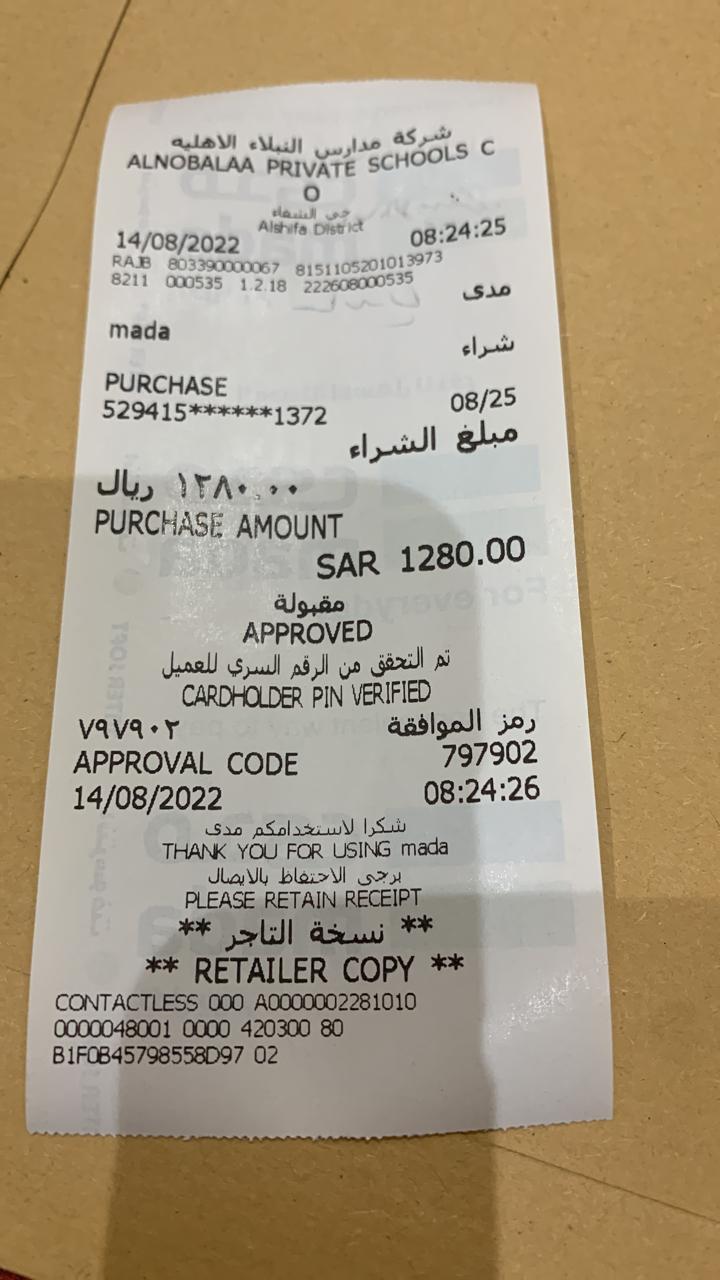 شركة مدارس النبلاء الاهليه
ALNOBALAA PRIVATE SCHOOLS C
O
حي الشفاء
Alshifa District
14/08/2022 08:24:25
RAJB 803390000067 8151105201013973
8211 000535 1.2.18 222608000535
مدى
mada
شراء
PURCHASE
529415******1372 08/25
مبلغ الشراء
١٢٨٠.٠٠ ريال
PURCHASE AMOUNT
SAR 1280.00
مقبولة
APPROVED
تم التحقق من الرقم السري للعميل
CARDHOLDER PIN VERIFIED
رمز الموافقة ٧٩٧٩٠٢
APPROVAL CODE 797902
14/08/2022 08:24:26
شكرا لاستخدامكم مدى
THANK YOU FOR USING mada
يرجى الاحتفاظ بالايصال
PLEASE RETAIN RECEIPT
** نسخة التاجر **
** RETAILER COPY **
CONTACTLESS 000 A0000002281010
0000048001 0000 420300 80
B1F0B45798558D97 02